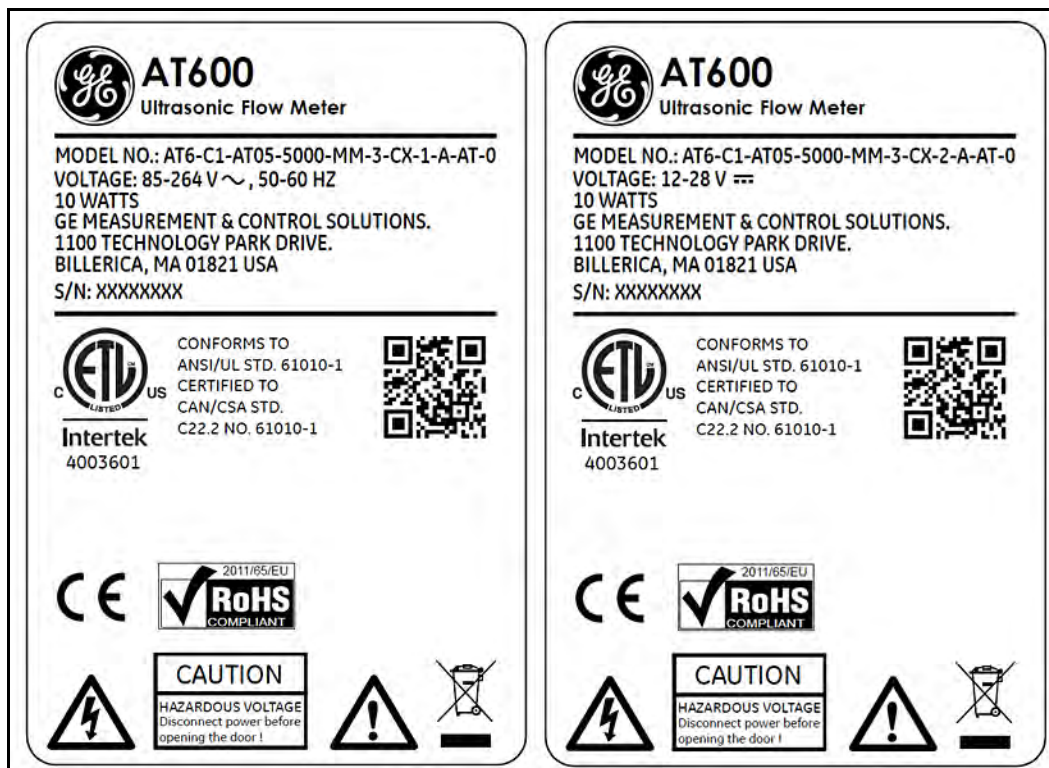 GE
AT600
Ultrasonic Flow Meter
MODEL NO.: AT6-C1-AT05-5000-MM-3-CX-1-A-AT-0
VOLTAGE: 85-264 V ~, 50-60 HZ
10 WATTS
GE MEASUREMENT & CONTROL SOLUTIONS.
1100 TECHNOLOGY PARK DRIVE.
BILLERICA, MA 01821 USA
S/N: XXXXXXXX
ETL
CM
C US
LISTED
Intertek
4003601
CONFORMS TO
ANSI/UL STD. 61010-1
CERTIFIED TO
CAN/CSA STD.
C22.2 NO. 61010-1
CE
2011/65/EU
RoHS
COMPLIANT
CAUTION
HAZARDOUS VOLTAGE
Disconnect power before
opening the door !
!
GE
AT600
Ultrasonic Flow Meter
MODEL NO.: AT6-C1-AT05-5000-MM-3-CX-2-A-AT-0
VOLTAGE: 12-28 V ⎓
10 WATTS
GE MEASUREMENT & CONTROL SOLUTIONS.
1100 TECHNOLOGY PARK DRIVE.
BILLERICA, MA 01821 USA
S/N: XXXXXXXX
ETL
CM
C US
LISTED
Intertek
4003601
CONFORMS TO
ANSI/UL STD. 61010-1
CERTIFIED TO
CAN/CSA STD.
C22.2 NO. 61010-1
CE
2011/65/EU
RoHS
COMPLIANT
CAUTION
HAZARDOUS VOLTAGE
Disconnect power before
opening the door !
!